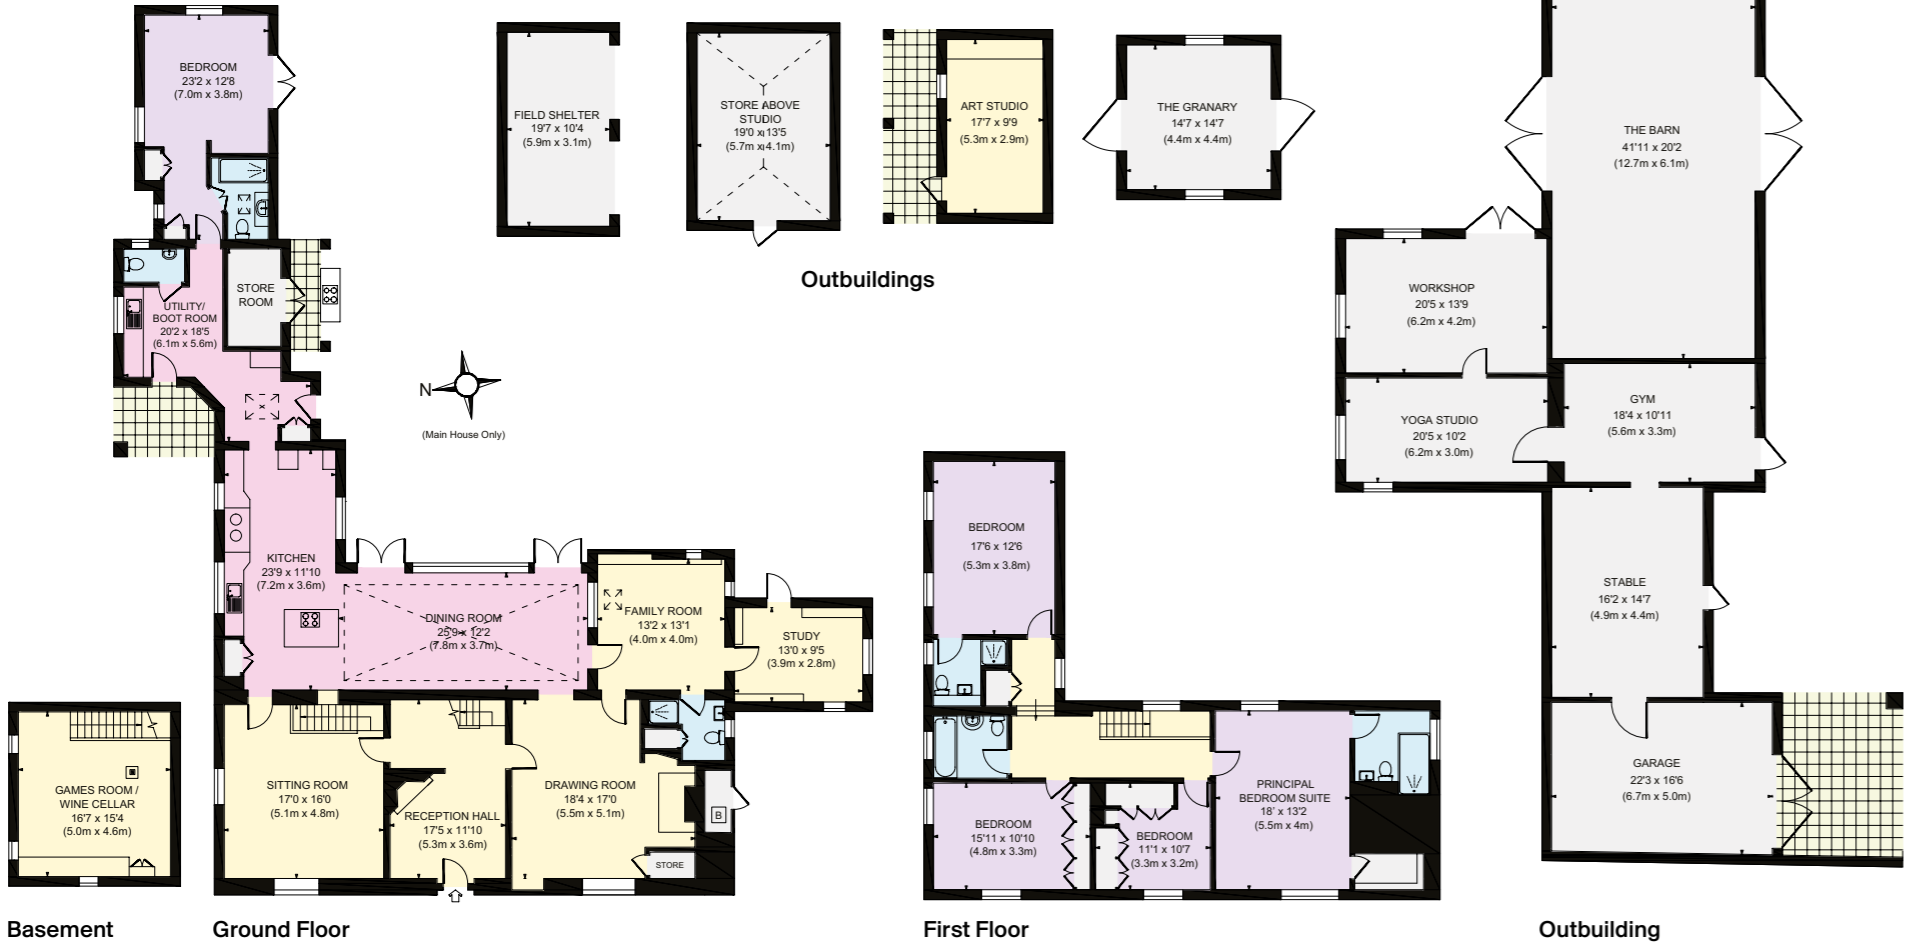 BEDROOM
23'2 x 12'8
(7.0m x 3.8m)
STORE
ROOM
UTILITY/
BOOT ROOM
20'2 x 18'5
(6.1m x 5.6m)
KITCHEN
23'9 x 11'10
(7.2m x 3.6m)
DINING ROOM
25'9 x 12'2
(7.8m x 3.7m)
FAMILY ROOM
13'2 x 13'1
(4.0m x 4.0m)
STUDY
13'0 x 9'5
(3.9m x 2.8m)
SITTING ROOM
17'0 x 16'0
(5.1m x 4.8m)
RECEPTION HALL
17'5 x 11'10
(5.3m x 3.6m)
DRAWING ROOM
18'4 x 17'0
(5.5m x 5.1m)
B
STORE
GAMES ROOM /
WINE CELLAR
16'7 x 15'4
(5.0m x 4.6m)
Basement
Ground Floor
N
(Main House Only)
FIELD SHELTER
19'7 x 10'4
(5.9m x 3.1m)
STORE ABOVE
STUDIO
19'0 x 13'5
(5.7m x 4.1m)
ART STUDIO
17'7 x 9'9
(5.3m x 2.9m)
THE GRANARY
14'7 x 14'7
(4.4m x 4.4m)
Outbuildings
BEDROOM
17'6 x 12'6
(5.3m x 3.8m)
BEDROOM
15'11 x 10'10
(4.8m x 3.3m)
BEDROOM
11'1 x 10'7
(3.3m x 3.2m)
PRINCIPAL
BEDROOM SUITE
18' x 13'2
(5.5m x 4m)
First Floor
THE BARN
41'11 x 20'2
(12.7m x 6.1m)
WORKSHOP
20'5 x 13'9
(6.2m x 4.2m)
YOGA STUDIO
20'5 x 10'2
(6.2m x 3.0m)
GYM
18'4 x 10'11
(5.6m x 3.3m)
STABLE
16'2 x 14'7
(4.9m x 4.4m)
GARAGE
22'3 x 16'6
(6.7m x 5.0m)
Outbuilding